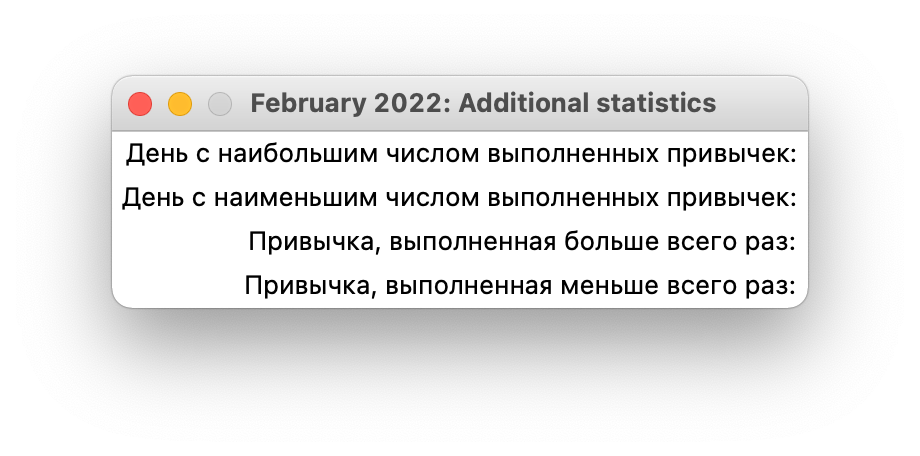 February 2022: Additional statistics
День с наибольшим числом выполненных привычек:
День с наименьшим числом выполненных привычек:
Привычка, выполненная больше всего раз:
Привычка, выполненная меньше всего раз: